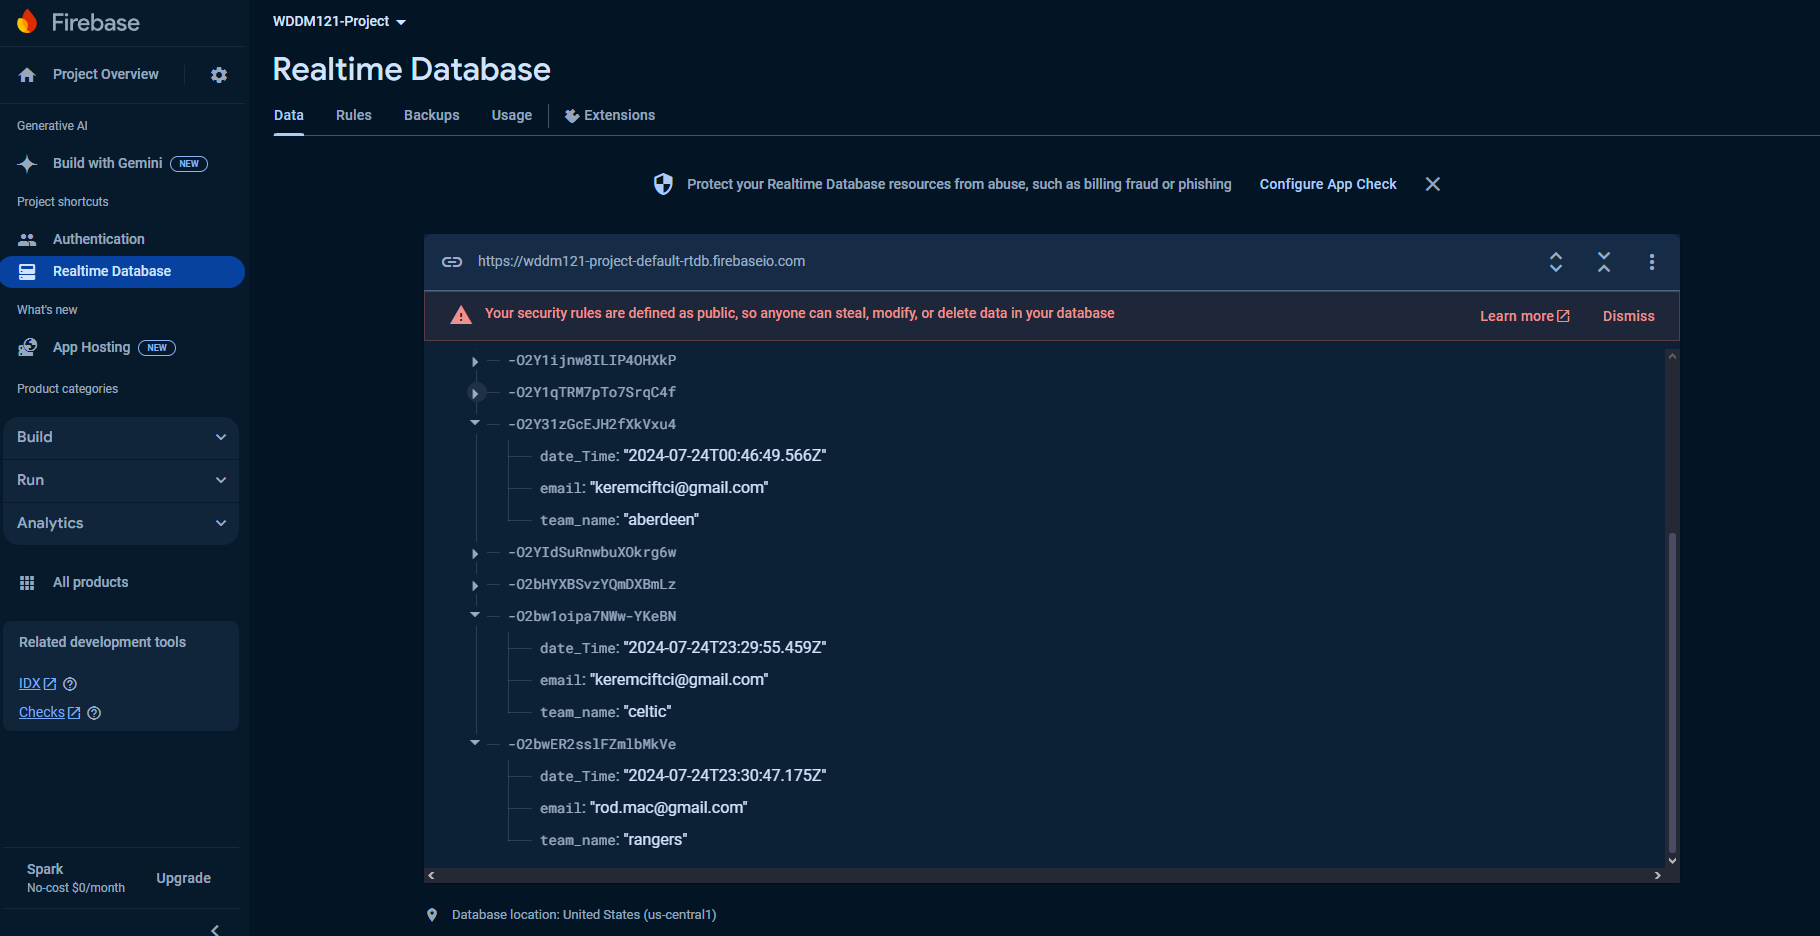 Firebase
Project Overview
Generative AI
Build with Gemini NEW
Project shortcuts
Authentication
Realtime Database
What's new
App Hosting NEW
Product categories
Build
Run
Analytics
All products
Related development tools
IDX
Checks
Spark
No-cost $0/month
Upgrade
WDDM121-Project
Realtime Database
Data Rules Backups Usage Extensions
Protect your Realtime Database resources from abuse, such as billing fraud or phishing Configure App Check
https://wddm121-project-default-rtdb.firebaseio.com
Your security rules are defined as public, so anyone can steal, modify, or delete data in your database Learn more Dismiss
-O2Y1ijnw8ILIP4OHXkP
-O2Y1qTRM7pTo7SrqC4f
-O2Y31zGcEJH2fXkVxu4
date_Time: "2024-07-24T00:46:49.566Z"
email: "keremciftci@gmail.com"
team_name: "aberdeen"
-O2YIdSuRnwbuXOkrg6w
-O2bHYXBSvzYQmDXBmLz
-O2bw1oipa7NWw-YKeBN
date_Time: "2024-07-24T23:29:55.459Z"
email: "keremciftci@gmail.com"
team_name: "celtic"
-O2bwER2sslFZmlbMkVe
date_Time: "2024-07-24T23:30:47.175Z"
email: "rod.mac@gmail.com"
team_name: "rangers"
Database location: United States (us-central1)